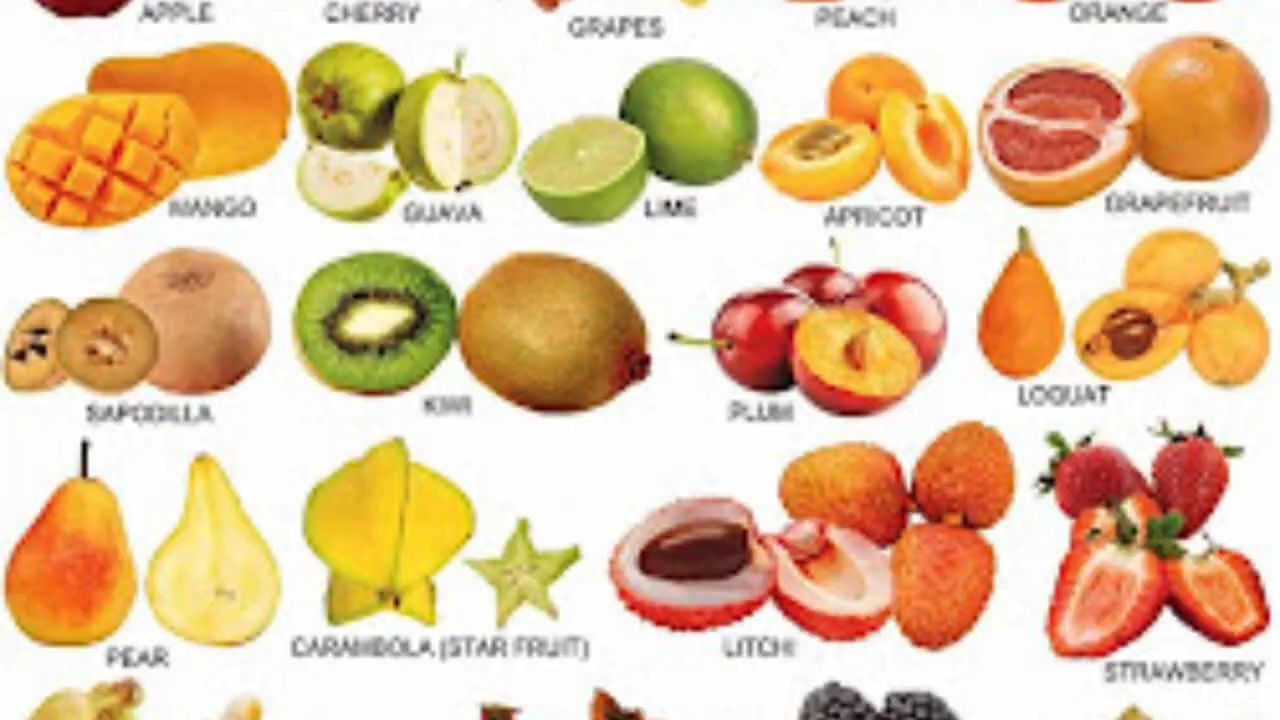 APPLE
CHERRY
GRAPES
PEACH
ORANGE
MANGO
GUAVA
LIME
APRICOT
GRAPEFRUIT
SAPODILLA
KIWI
PLUM
LOQUAT
PEAR
CARAMBOLA (STAR FRUIT)
LITCHI
STRAWBERRY